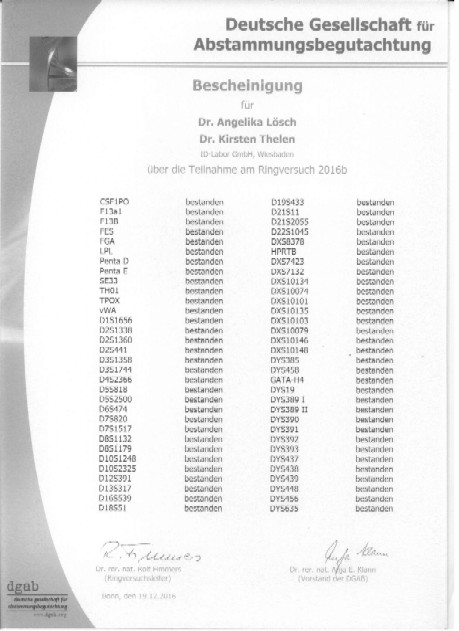 Deutsche Gesellschaft für
Abstammungsbegutachtung
Bescheinigung
für
Dr. Angelika Lösch
Dr. Kirsten Thelen
ID-Labor GmbH, Wiesbaden
über die Teilnahme am Ringversuch 2016b
CSF1PO bestanden D19S433 bestanden
F13a1 bestanden D21S11 bestanden
F13B bestanden D21S2055 bestanden
FES bestanden D22S1045 bestanden
FGA bestanden DXS8378 bestanden
LPL bestanden HPRTB bestanden
Penta D bestanden DXS7423 bestanden
Penta E bestanden DXS7132 bestanden
SE33 bestanden DXS10134 bestanden
TH01 bestanden DXS10074 bestanden
TPOX bestanden DXS10101 bestanden
vWA bestanden DXS10135 bestanden
D1S1656 bestanden DXS10103 bestanden
D2S1338 bestanden DXS10079 bestanden
D2S1360 bestanden DXS10146 bestanden
D2S441 bestanden DXS10148 bestanden
D3S1358 bestanden DYS385 bestanden
D3S1744 bestanden DYS458 bestanden
D4S2366 bestanden GATA-H4 bestanden
D5S818 bestanden DYS19 bestanden
D5S2500 bestanden DYS389 I bestanden
D6S474 bestanden DYS389 II bestanden
D7S820 bestanden DYS390 bestanden
D7S1517 bestanden DYS391 bestanden
D8S1132 bestanden DYS392 bestanden
D8S1179 bestanden DYS393 bestanden
D10S1248 bestanden DYS437 bestanden
D10S2325 bestanden DYS438 bestanden
D12S391 bestanden DYS439 bestanden
D13S317 bestanden DYS448 bestanden
D16S539 bestanden DYS456 bestanden
D18S51 bestanden DYS635 bestanden
Dr. rer. nat. Rolf Fimmers Dr. rer. nat. Anja E. Klann
(Ringversuchsleiter) (Vorstand der DGAB)
Bonn, den 19.12.2016
dgab
deutsche gesellschaft für
abstammungsbegutachtung
www.dgab.org